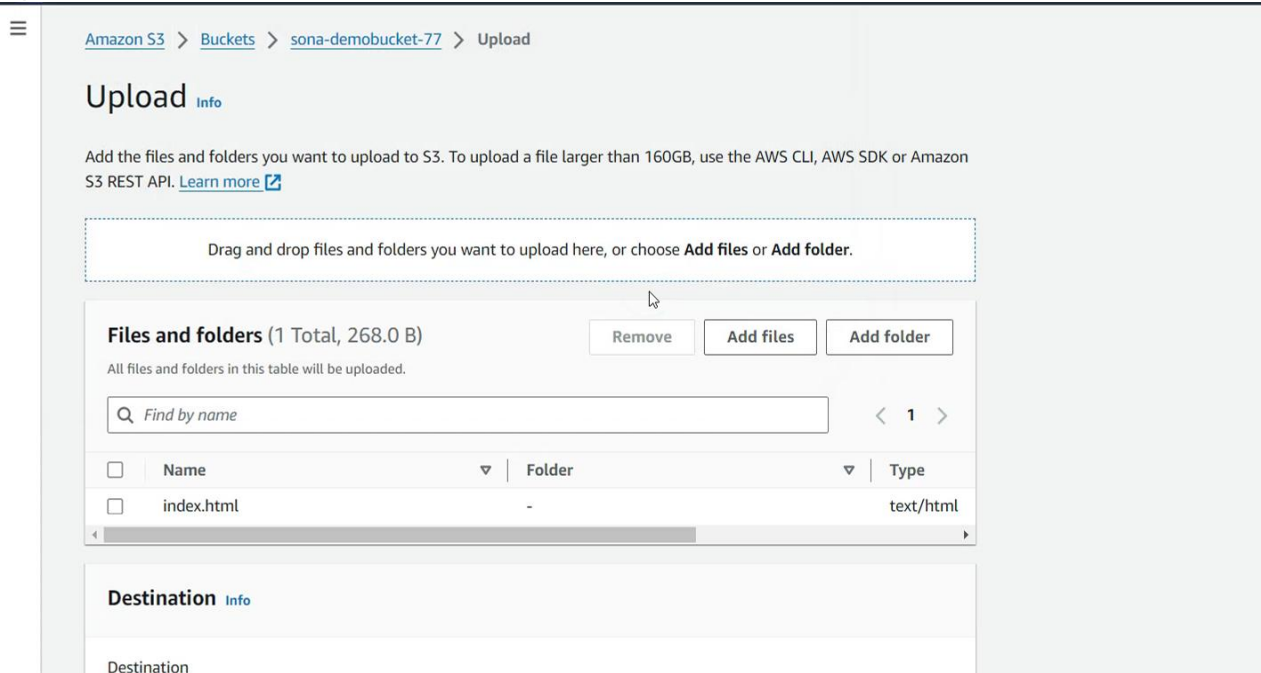 Amazon S3 > Buckets > sona-demobucket-77 > Upload
Upload Info
Add the files and folders you want to upload to S3. To upload a file larger than 160GB, use the AWS CLI, AWS SDK or Amazon
S3 REST API. Learn more
Drag and drop files and folders you want to upload here, or choose Add files or Add folder.
Files and folders (1 Total, 268.0 B)
Remove Add files Add folder
All files and folders in this table will be uploaded.
Find by name
< 1 >
Name Folder Type
index.html - text/html
Destination Info
Destination